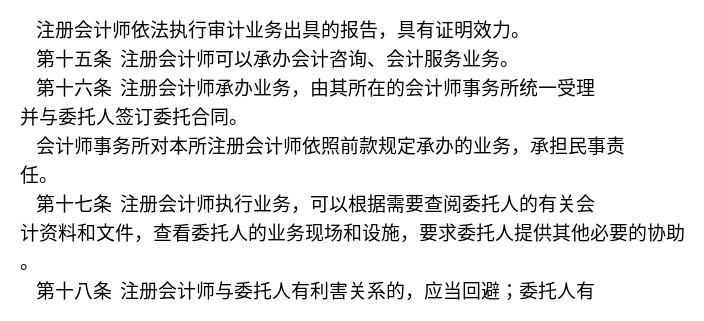 注册会计师依法执行审计业务出具的报告，具有证明效力。
第十五条 注册会计师可以承办会计咨询、会计服务业务。
第十六条 注册会计师承办业务，由其所在的会计师事务所统一受理
并与委托人签订委托合同。
会计师事务所对本所注册会计师依照前款规定承办的业务，承担民事责
任。
第十七条 注册会计师执行业务，可以根据需要查阅委托人的有关会
计资料和文件，查看委托人的业务现场和设施，要求委托人提供其他必要的协助
。
第十八条 注册会计师与委托人有利害关系的，应当回避；委托人有